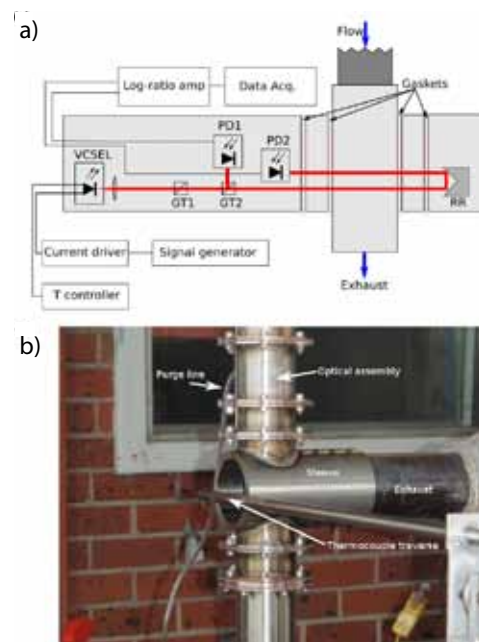 a)
Flow
Log-ratio amp
Data Acq.
Gaskets
PD1
PD2
VCSEL
GT1
GT2
RR
Current driver
Signal generator
Exhaust
T controller
b)
Purge line
Optical assembly
Sleeve
Exhaust
Thermocouple traverse